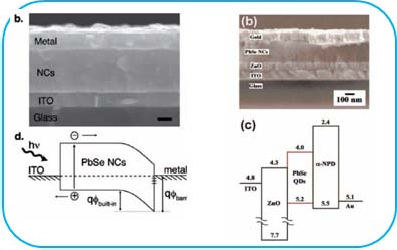 b.
Metal
NCs
ITO
Glass
d.
hν
ITO
PbSe NCs
metal
qϕbuilt-in
qϕbarr
(b)
Gold
PbSe NCs
ZnO
ITO
Glass
100 nm
(c)
2.4
4.0
4.3
4.8
ITO
ZnO
PbSe
QDs
α-NPD
5.2
5.5
5.1
Au
7.7